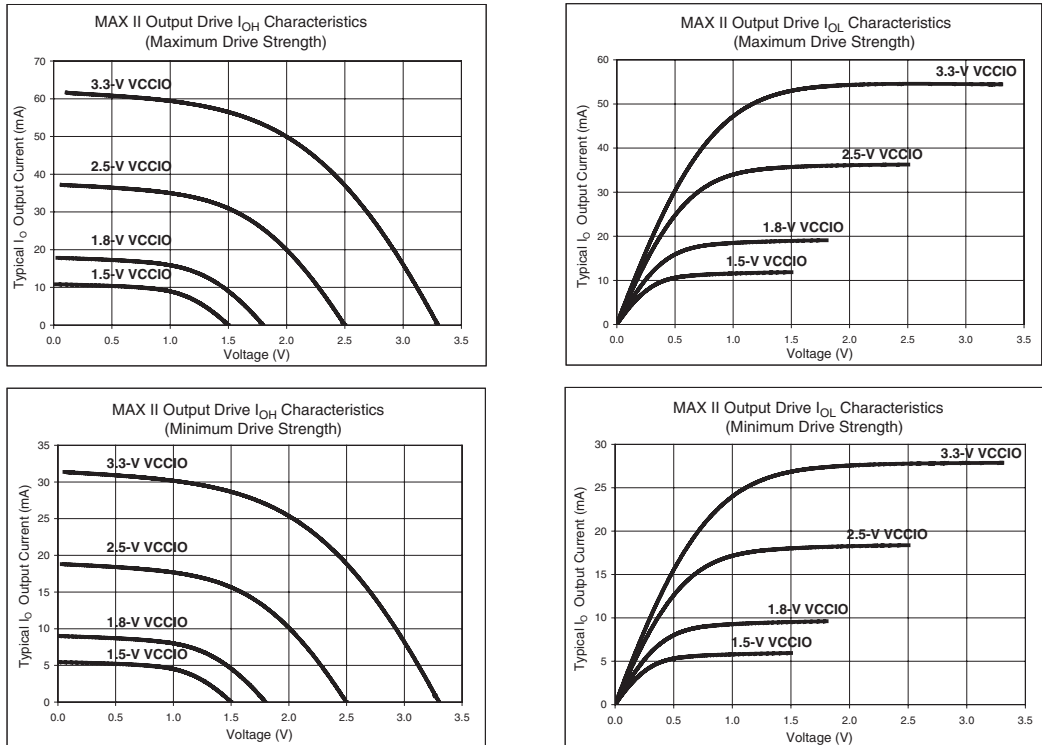 MAX II Output Drive IOH Characteristics
(Maximum Drive Strength)
70
60
50
40
30
20
10
0
Typical IO Output Current (mA)
3.3-V VCCIO
2.5-V VCCIO
1.8-V VCCIO
1.5-V VCCIO
0.0 0.5 1.0 1.5 2.0 2.5 3.0 3.5
Voltage (V)
MAX II Output Drive IOL Characteristics
(Maximum Drive Strength)
60
50
40
30
20
10
0
Typical IO Output Current (mA)
3.3-V VCCIO
2.5-V VCCIO
1.8-V VCCIO
1.5-V VCCIO
0.0 0.5 1.0 1.5 2.0 2.5 3.0 3.5
Voltage (V)
MAX II Output Drive IOH Characteristics
(Minimum Drive Strength)
35
30
25
20
15
10
5
0
Typical IO Output Current (mA)
3.3-V VCCIO
2.5-V VCCIO
1.8-V VCCIO
1.5-V VCCIO
0.0 0.5 1.0 1.5 2.0 2.5 3.0 3.5
Voltage (V)
MAX II Output Drive IOL Characteristics
(Minimum Drive Strength)
30
25
20
15
10
5
0
Typical IO Output Current (mA)
3.3-V VCCIO
2.5-V VCCIO
1.8-V VCCIO
1.5-V VCCIO
0.0 0.5 1.0 1.5 2.0 2.5 3.0 3.5
Voltage (V)